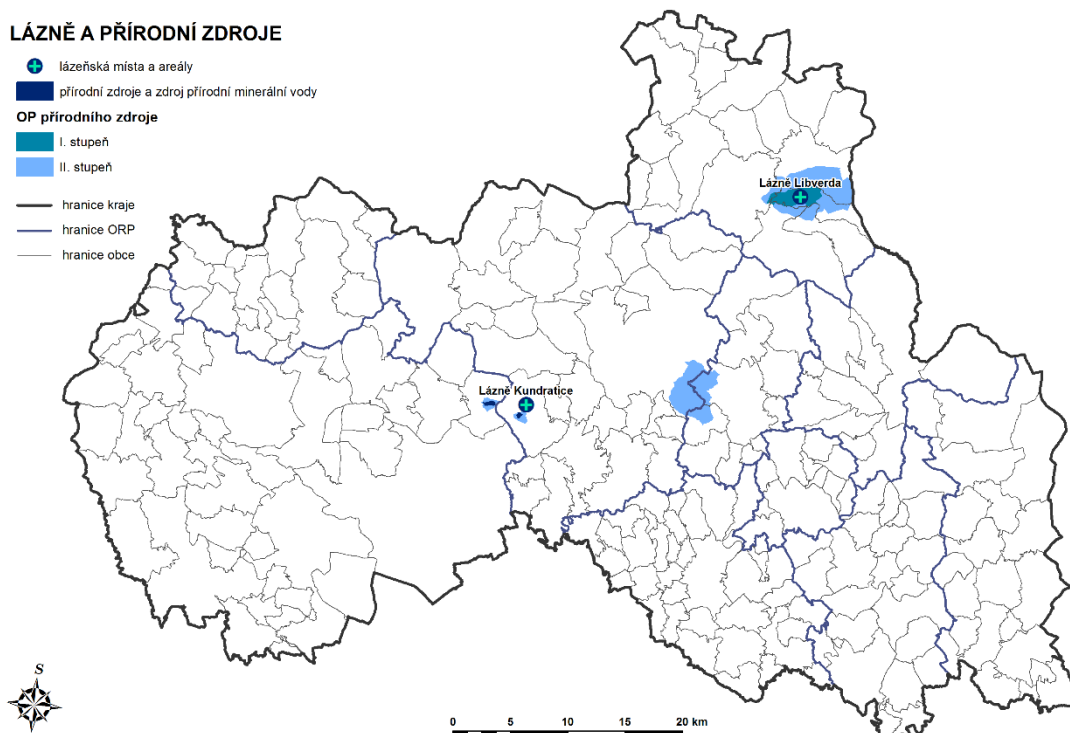 LÁZNĚ A PŘÍRODNÍ ZDROJE
lázeňská místa a areály
přírodní zdroje a zdroj přírodní minerální vody
OP přírodního zdroje
I. stupeň
II. stupeň
hranice kraje
hranice ORP
hranice obce
Lázně Libverda
Lázně Kundratice
S
0 5 10 15 20 km